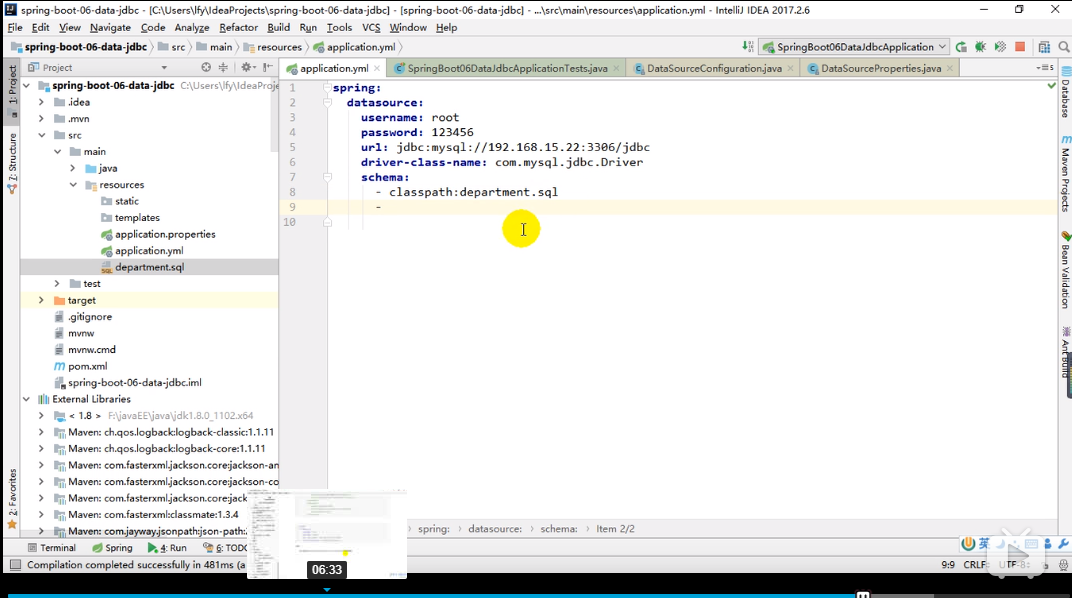 spring-boot-06-data-jdbc - [C:\Users\lfy\IdeaProjects\spring-boot-06-data-jdbc] - [spring-boot-06-data-jdbc] - ...\src\main\resources\application.yml - IntelliJ IDEA 2017.2.6
File Edit View Navigate Code Analyze Refactor Build Run Tools VCS Window Help
spring-boot-06-data-jdbc src main resources application.yml SpringBoot06DataJdbcApplication
Project
application.yml SpringBoot06DataJdbcApplicationTests.java DataSourceConfiguration.java DataSourceProperties.java
1: Project
7: Structure
2: Favorites
spring-boot-06-data-jdbc C:\Users\lfy\IdeaProje
.idea
.mvn
src
main
java
resources
static
templates
application.properties
application.yml
department.sql
test
target
.gitignore
mvnw
mvnw.cmd
pom.xml
spring-boot-06-data-jdbc.iml
External Libraries
< 1.8 > F:\javaEE\java\jdk1.8.0_1102.x64
Maven: ch.qos.logback:logback-classic:1.1.11
Maven: ch.qos.logback:logback-core:1.1.11
Maven: com.fasterxml.jackson.core:jackson-an
Maven: com.fasterxml.jackson.core:jackson-co
Maven: com.fasterxml.jackson.core:jackson-
Maven: com.fasterxml:classmate:1.3.4
Maven: com.jayway.jsonpath:json-path:
1 spring:
2 datasource:
3 username: root
4 password: 123456
5 url: jdbc:mysql://192.168.15.22:3306/jdbc
6 driver-class-name: com.mysql.jdbc.Driver
7 schema:
8 - classpath:department.sql
9 -
10
Database
Maven Projects
Bean Validation
Ant Build
spring: datasource: schema: Item 2/2
Terminal Spring 4: Run 6: TODO
06:33
英
Compilation completed successfully in 481ms (a
9:9 CRLF: UTF-8: